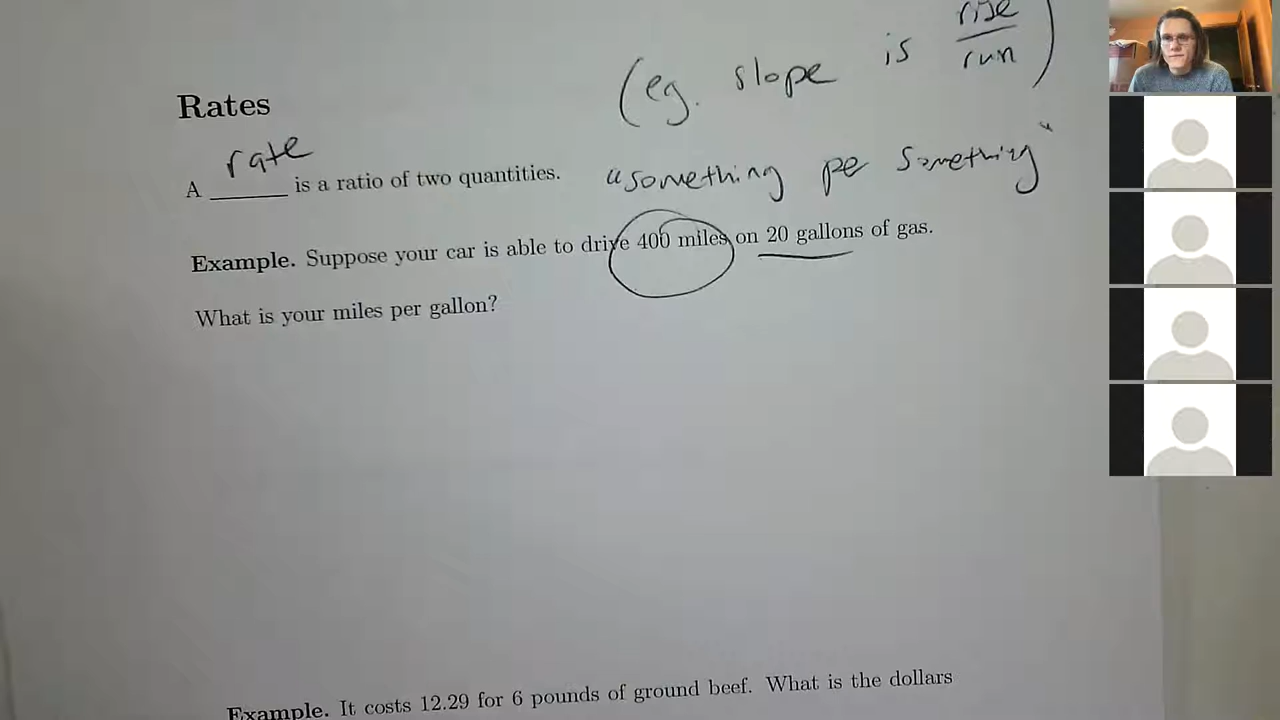 (eg. slope is rise/run)
Rates
A rate is a ratio of two quantities. "something per something"
Example. Suppose your car is able to drive 400 miles on 20 gallons of gas.
What is your miles per gallon?
Example. It costs 12.29 for 6 pounds of ground beef. What is the dollars